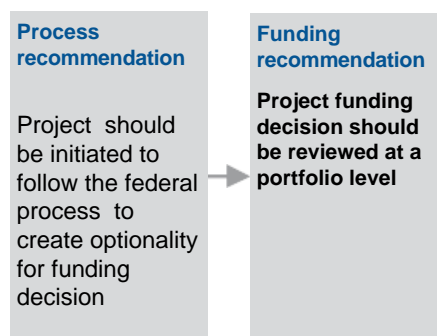 Process
recommendation
Project should
be initiated to
follow the federal
process to
create optionality
for funding
decision
Funding
recommendation
Project funding
decision should
be reviewed at a
portfolio level